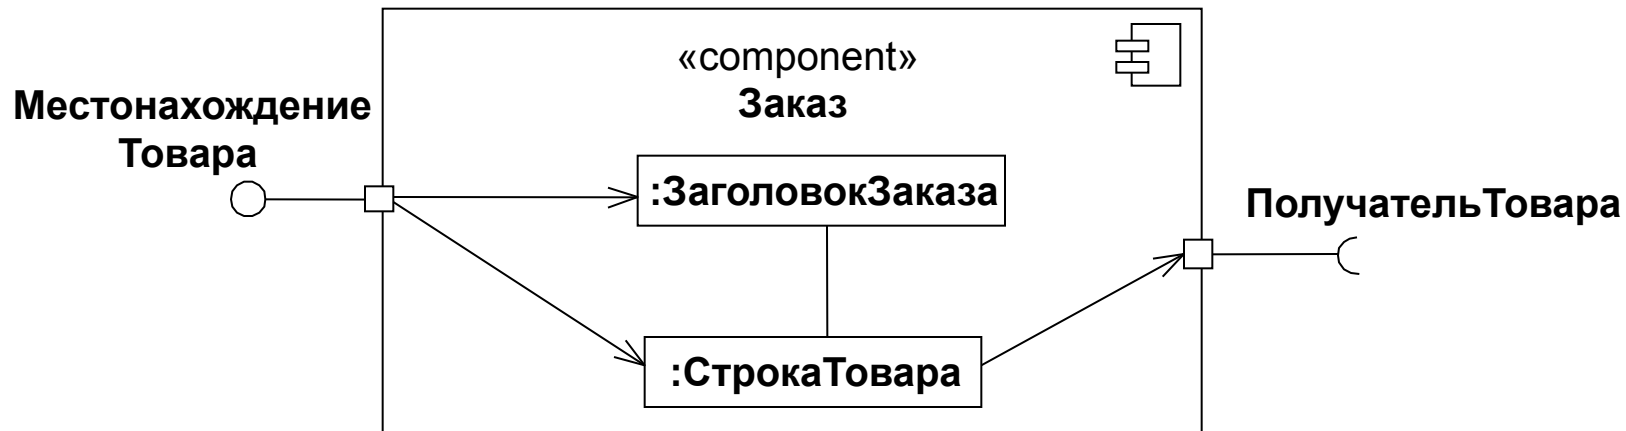 «component»
Заказ
Местонахождение
Товара
:ЗаголовокЗаказа
ПолучательТовара
:СтрокаТовара